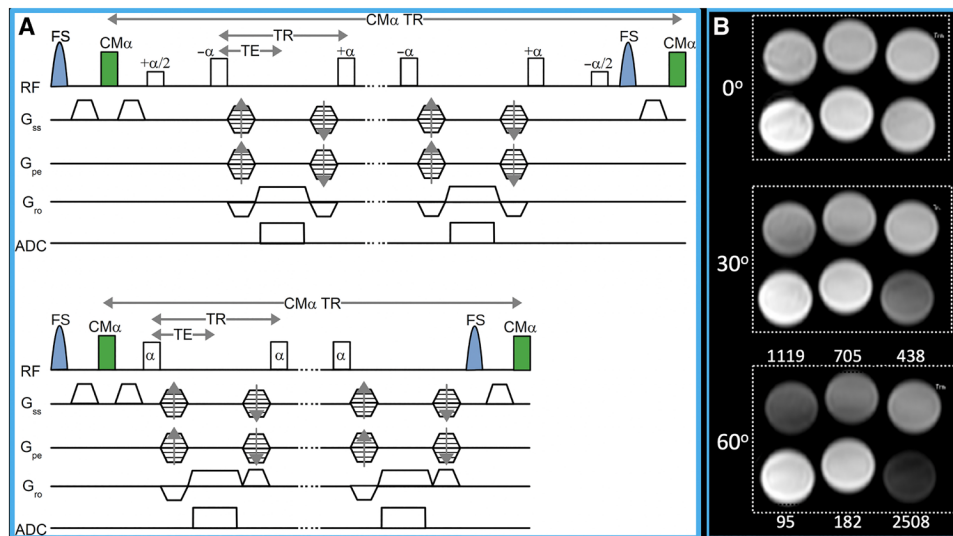 A
CMα TR
FS
CMα
TR
FS
CMα
+α/2
-α
TE
+α
-α
+α
-α/2
RF
Gss
Gpe
Gro
ADC
CMα TR
FS
CMα
TR
FS
CMα
TE
α
α
α
RF
Gss
Gpe
Gro
ADC
B
0º
30º
1119 705 438
60º
95 182 2508